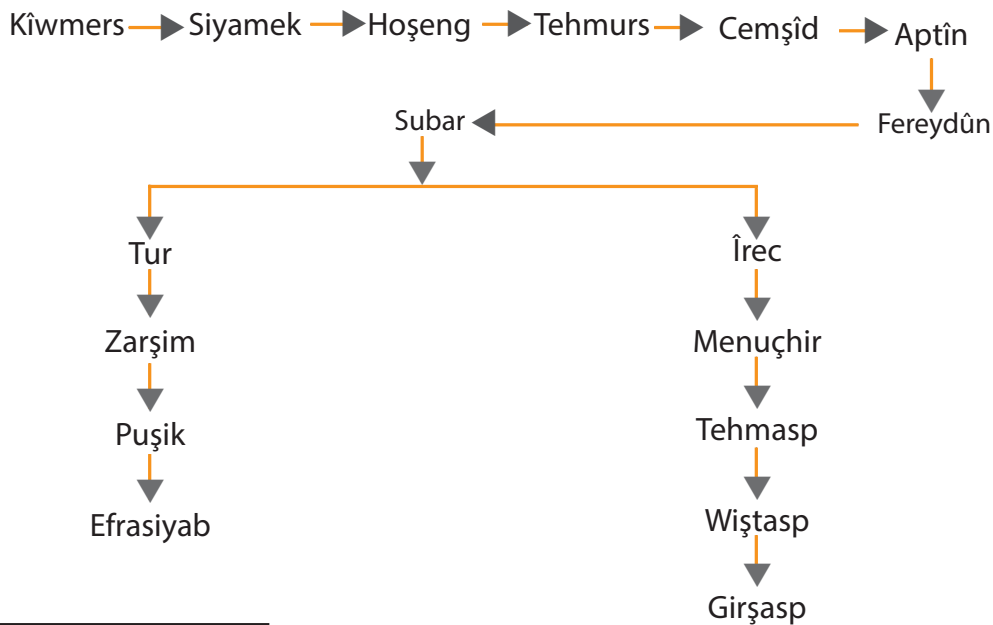 Kîwmers Siyamek Hoşeng Tehmurs Cemşîd Aptîn
Subar Fereydûn
Tur Îrec
Zarşim Menuçhir
Puşik Tehmasp
Efrasiyab Wiştasp
Girşasp